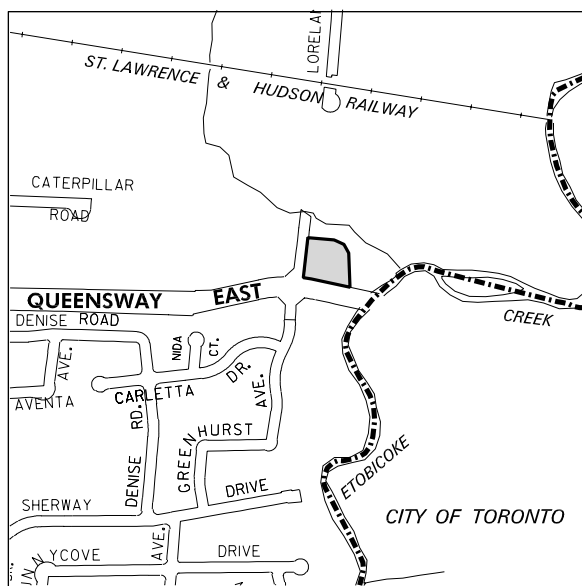 LORELA
ST. LAWRENCE & HUDSON RAILWAY
CATERPILLAR
ROAD
QUEENSWAY EAST
DENISE ROAD
CREEK
NIDA
CT.
AVE.
DR.
CARLETTA
AVENTA
AVE.
RD.
DENISE
GREEN HURST
ETOBICOKE
DRIVE
SHERWAY
CITY OF TORONTO
AVE.
YCOVE DRIVE